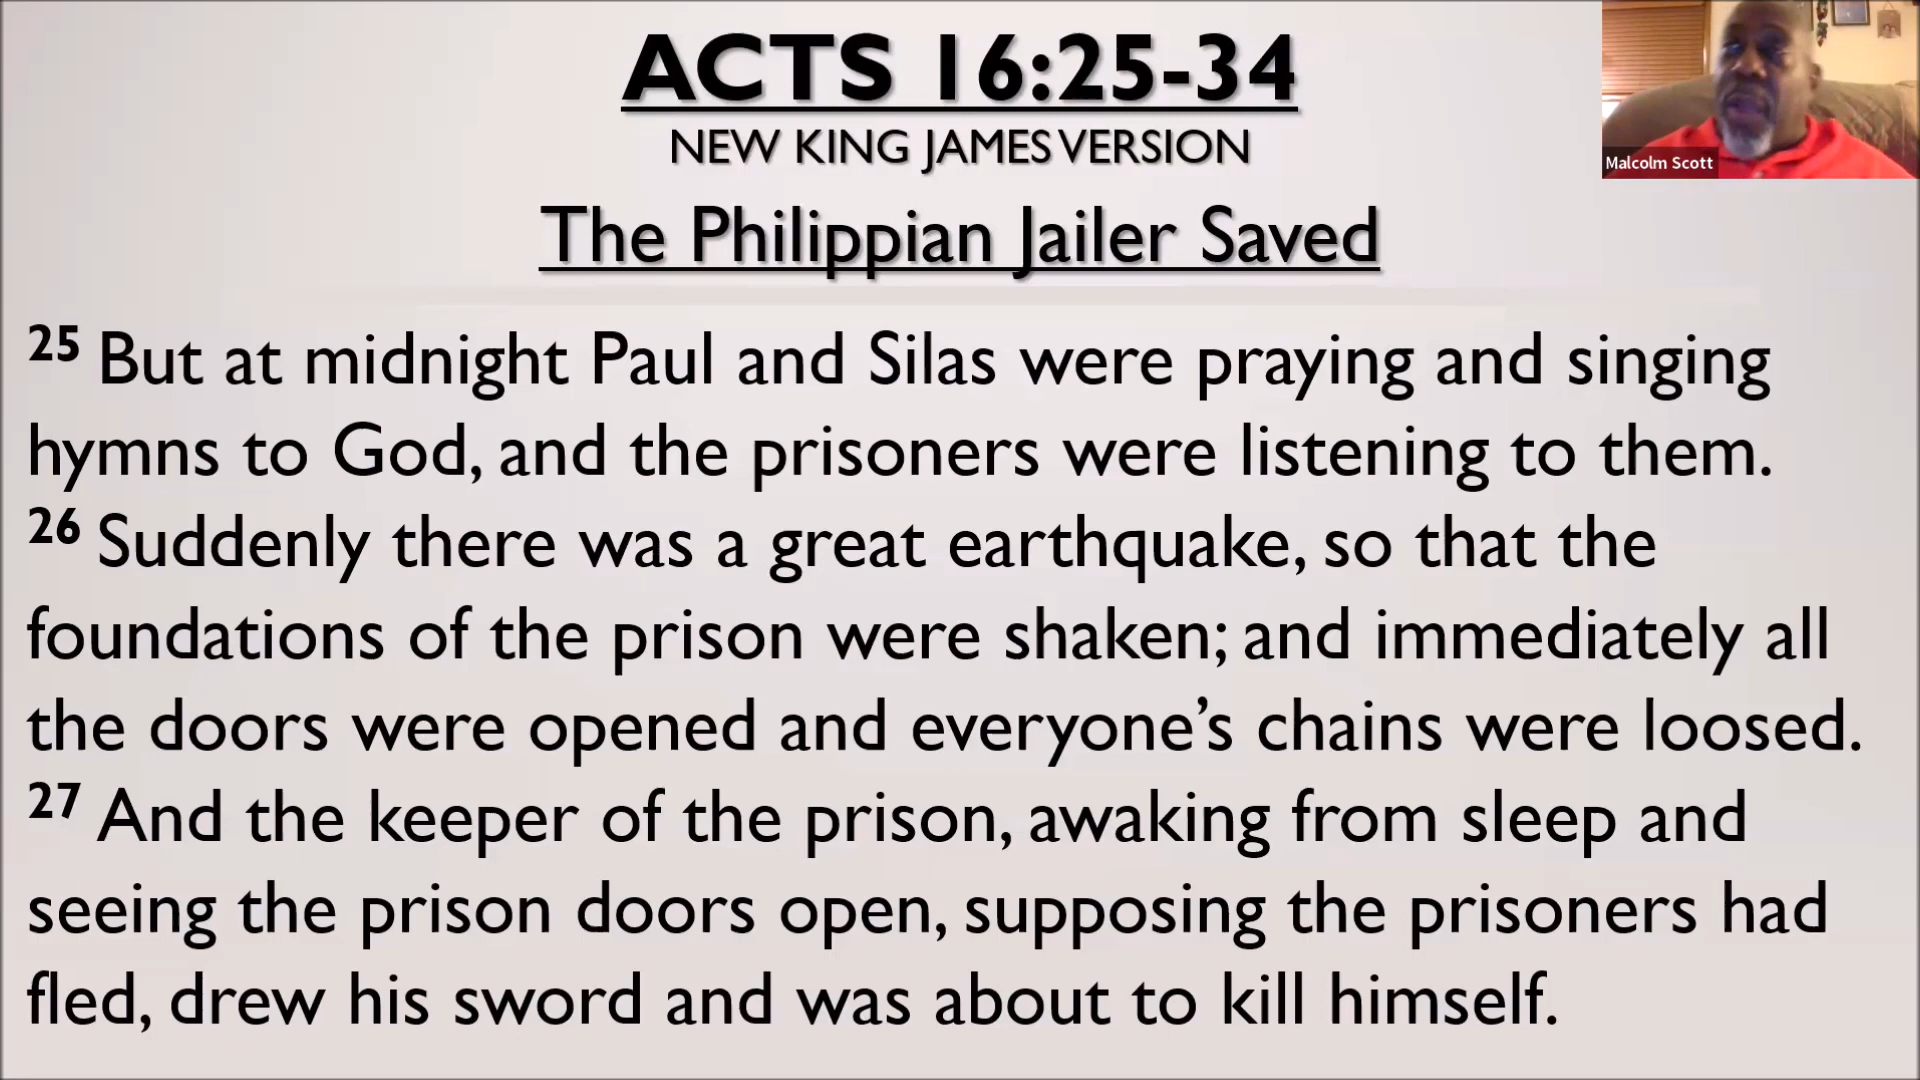 ACTS 16:25-34
NEW KING JAMES VERSION
Malcolm Scott
The Philippian Jailer Saved
25 But at midnight Paul and Silas were praying and singing
hymns to God, and the prisoners were listening to them.
26 Suddenly there was a great earthquake, so that the
foundations of the prison were shaken; and immediately all
the doors were opened and everyone’s chains were loosed.
27 And the keeper of the prison, awaking from sleep and
seeing the prison doors open, supposing the prisoners had
fled, drew his sword and was about to kill himself.